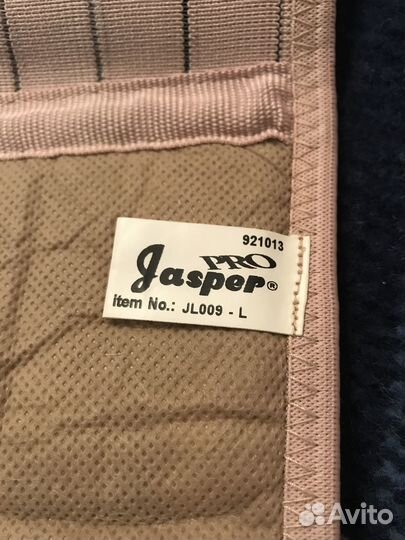 921013
PRO
Jasper®
Item No.: JL009 - L
Avito